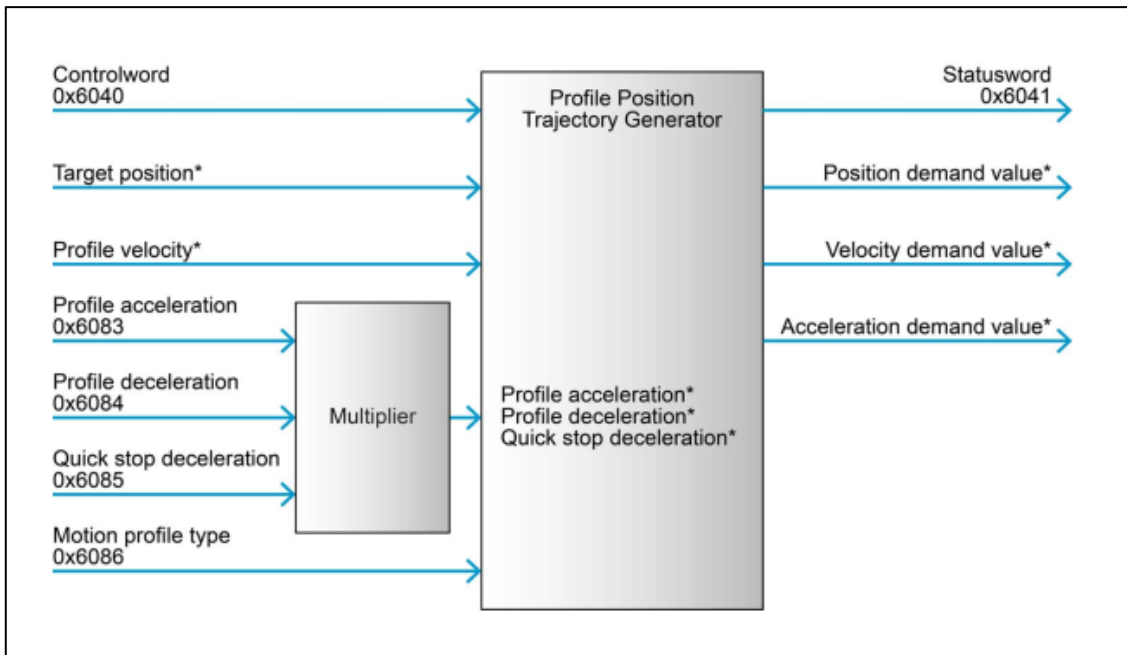 Controlword
0x6040
Target position*
Profile velocity*
Profile acceleration
0x6083
Profile deceleration
0x6084
Quick stop deceleration
0x6085
Motion profile type
0x6086
Multiplier
Profile Position
Trajectory Generator
Profile acceleration*
Profile deceleration*
Quick stop deceleration*
Statusword
0x6041
Position demand value*
Velocity demand value*
Acceleration demand value*